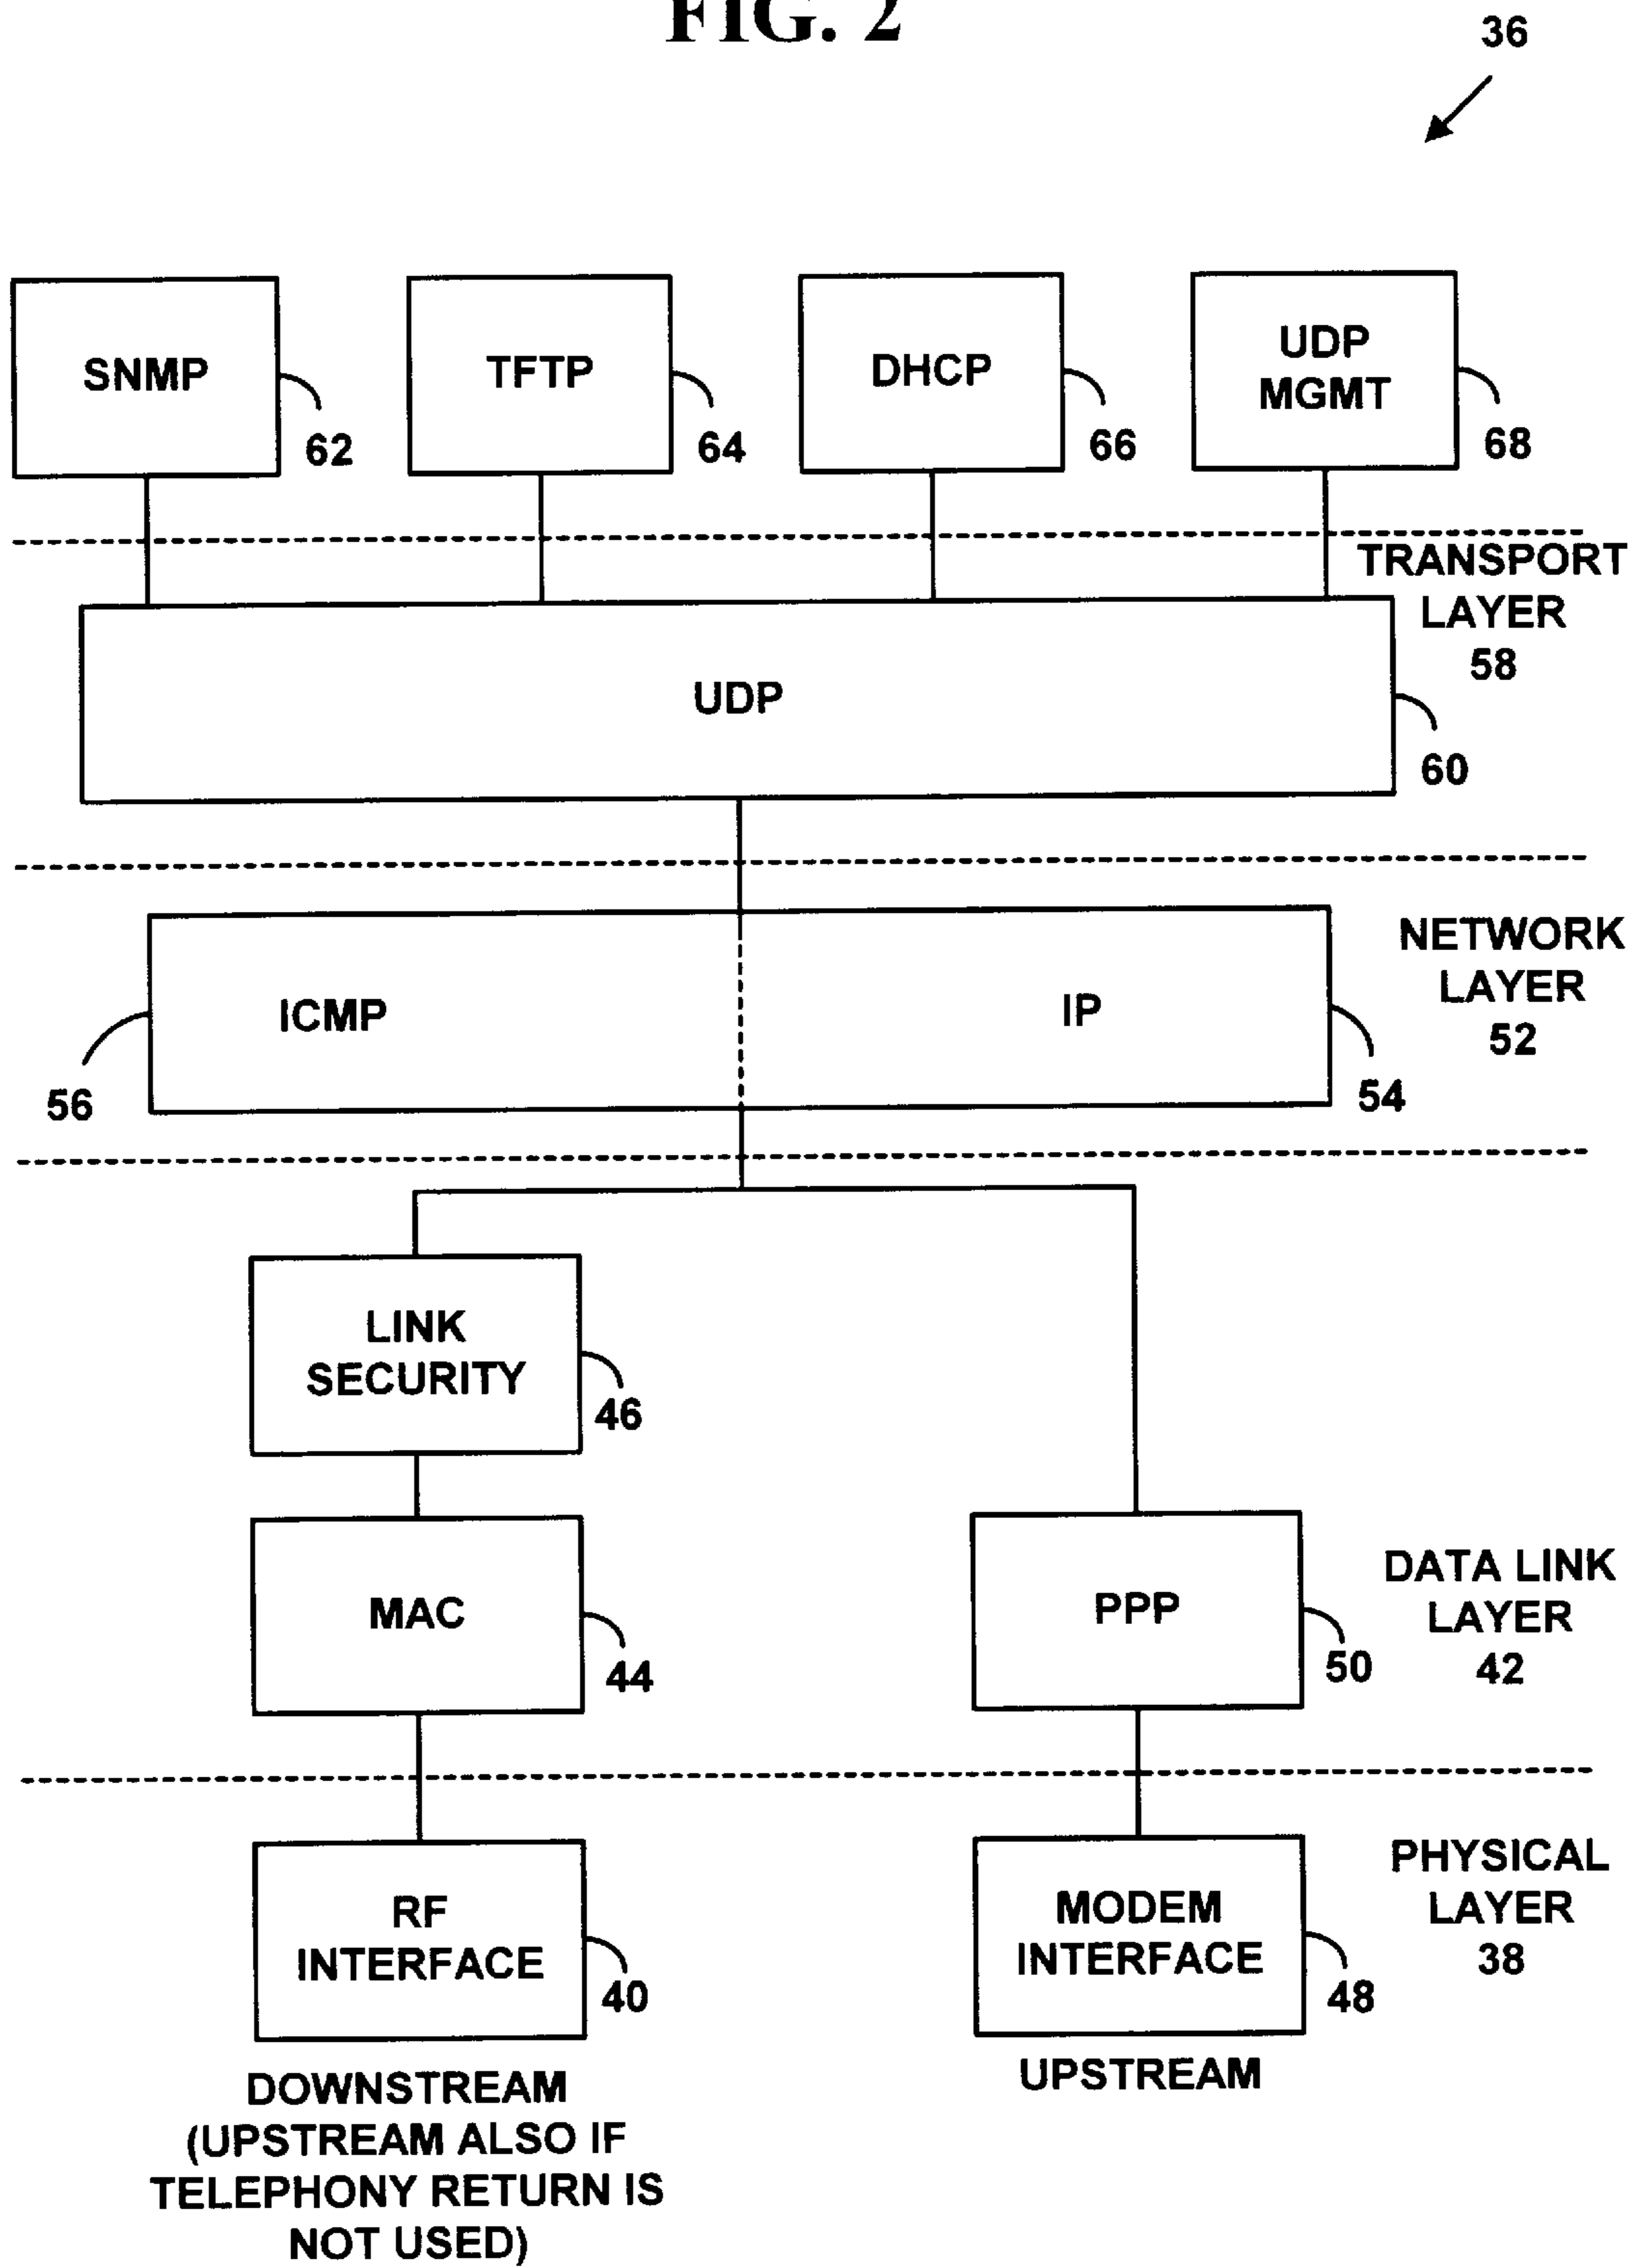 FIG. 2
36
SNMP
62
TFTP
64
DHCP
66
UDP
MGMT
68
TRANSPORT
LAYER
58
UDP
60
NETWORK
LAYER
52
ICMP
56
IP
54
LINK
SECURITY
46
MAC
44
PPP
50
DATA LINK
LAYER
42
RF
INTERFACE
40
MODEM
INTERFACE
48
PHYSICAL
LAYER
38
DOWNSTREAM
(UPSTREAM ALSO IF
TELEPHONY RETURN IS
NOT USED)
UPSTREAM